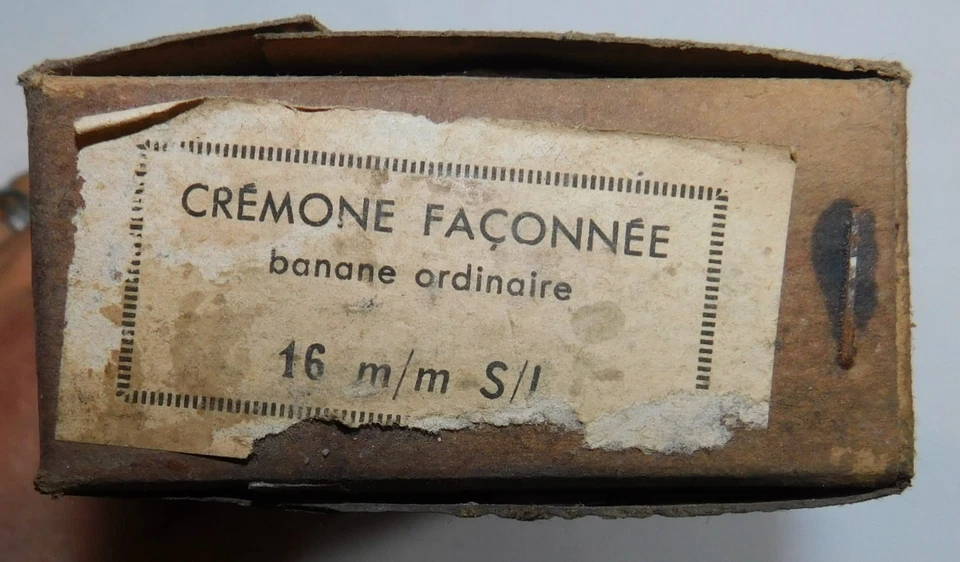 CRÉMONE FAÇONNÉE
banane ordinaire
16 m/m